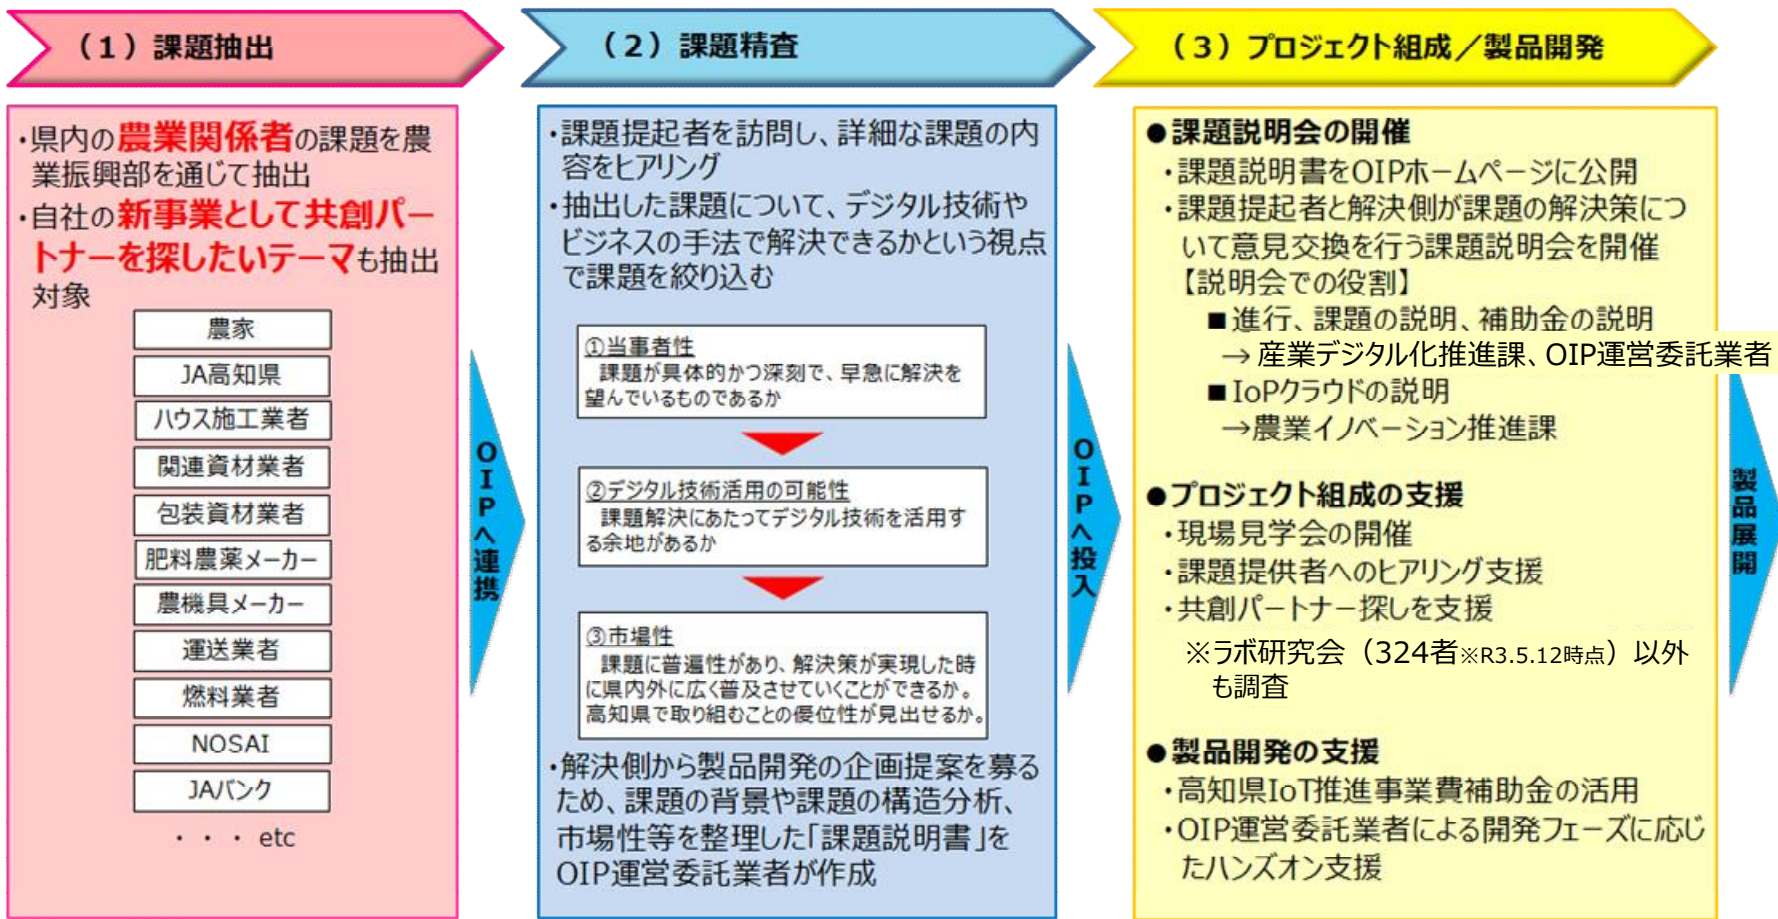 （１）課題抽出
・県内の農業関係者の課題を農
業振興部を通じて抽出
・自社の新事業として共創パー
トナーを探したいテーマも抽出
対象
農家
JA高知県
ハウス施工業者
関連資材業者
包装資材業者
肥料農薬メーカー
農機具メーカー
運送業者
燃料業者
NOSAI
JAバンク
・・・etc
OIPへ連携
（２）課題精査
・課題提起者を訪問し、詳細な課題の内
容をヒアリング
・抽出した課題について、デジタル技術や
ビジネスの手法で解決できるかという視点
で課題を絞り込む
①当事者性
課題が具体的かつ深刻で、早急に解決を
望んでいるものであるか
②デジタル技術活用の可能性
課題解決にあたってデジタル技術を活用す
る余地があるか
③市場性
課題に普遍性があり、解決策が実現した時
に県内外に広く普及させていくことができるか。
高知県で取り組むことの優位性が見出せるか。
・解決側から製品開発の企画提案を募る
ため、課題の背景や課題の構造分析、
市場性等を整理した「課題説明書」を
OIP運営委託業者が作成
OIPへ投入
（３）プロジェクト組成／製品開発
●課題説明会の開催
・課題説明書をOIPホームページに公開
・課題提起者と解決側が課題の解決策につ
いて意見交換を行う課題説明会を開催
【説明会での役割】
■進行、課題の説明、補助金の説明
→ 産業デジタル化推進課、OIP運営委託業者
■IoPクラウドの説明
→農業イノベーション推進課
●プロジェクト組成の支援
・現場見学会の開催
・課題提供者へのヒアリング支援
・共創パートナー探しを支援
※ラボ研究会（324者※R3.5.12時点）以外
も調査
●製品開発の支援
・高知県IoT推進事業費補助金の活用
・OIP運営委託業者による開発フェーズに応じ
たハンズオン支援
製品展開